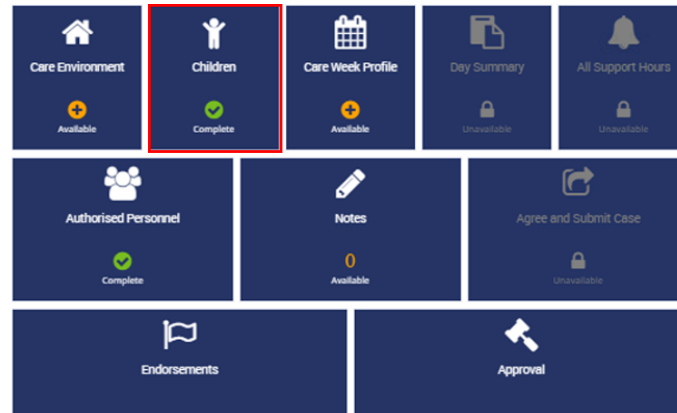 Care Environment
Available
Children
Complete
Care Week Profile
Available
Day Summary
Unavailable
All Support Hours
Unavailable
Authorised Personnel
Complete
Notes
0
Available
Agree and Submit Case
Unavailable
Endorsements
Approval